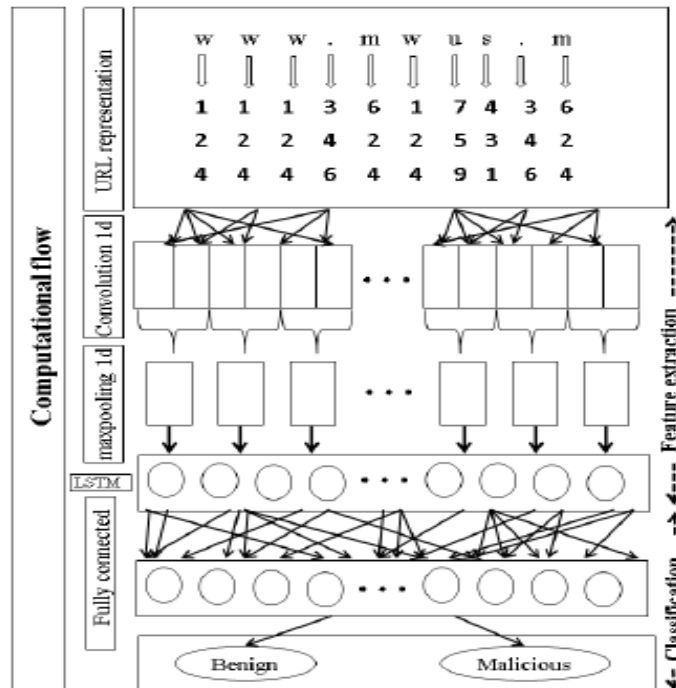 Computational flow
URL representation
w w w . m w u s . m
1 1 1 3 6 1 7 4 3 6
2 2 2 4 2 2 5 3 4 2
4 4 4 6 4 4 9 1 6 4
Convolution 1d
maxpooling 1d
LSTM
Fully connected
Feature extraction
Classification
Benign
Malicious